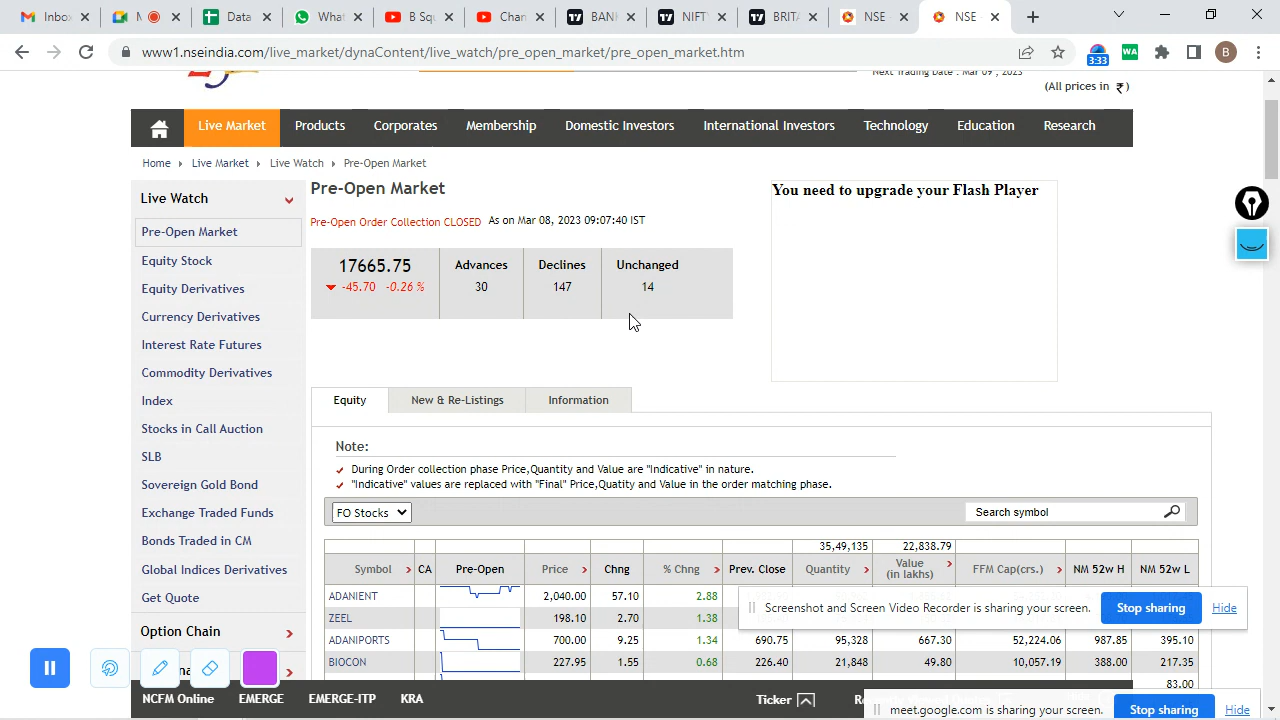 Inbox
M
Data
What
B Squ
Chan
BANK
NIFTY
BRITA
NSE -
NSE -
www1.nseindia.com/live_market/dynaContent/live_watch/pre_open_market/pre_open_market.htm
3:33
WA
B
Next Trading Date : Mar 09 , 2023
(All prices in ₹)
Live Market
Products
Corporates
Membership
Domestic Investors
International Investors
Technology
Education
Research
Home
Live Market
Live Watch
Pre-Open Market
Live Watch
Pre-Open Market
Equity Stock
Equity Derivatives
Currency Derivatives
Interest Rate Futures
Commodity Derivatives
Index
Stocks in Call Auction
SLB
Sovereign Gold Bond
Exchange Traded Funds
Bonds Traded in CM
Global Indices Derivatives
Get Quote
Option Chain
Pre-Open Market
Pre-Open Order Collection CLOSED As on Mar 08, 2023 09:07:40 IST
17665.75
-45.70 -0.26 %
Advances
30
Declines
147
Unchanged
14
You need to upgrade your Flash Player
Equity
New & Re-Listings
Information
Note:
During Order collection phase Price,Quantity and Value are "Indicative" in nature.
"Indicative" values are replaced with "Final" Price,Quatity and Value in the order matching phase.
FO Stocks
Search symbol
35,49,135 22,838.79
Symbol CA Pre-Open Price Chng % Chng Prev. Close Quantity Value (in lakhs) FFM Cap(crs.) NM 52w H NM 52w L
ADANIENT 2,040.00 57.10 2.88
ZEEL 198.10 2.70 1.38
ADANIPORTS 700.00 9.25 1.34 690.75 95,328 667.30 52,224.06 987.85 395.10
BIOCON 227.95 1.55 0.68 226.40 21,848 49.80 10,057.19 388.00 217.35
83.00
Screenshot and Screen Video Recorder is sharing your screen.
Stop sharing
Hide
NCFM Online
EMERGE
EMERGE-ITP
KRA
Ticker
meet.google.com is sharing your screen.
Stop sharing
Hide